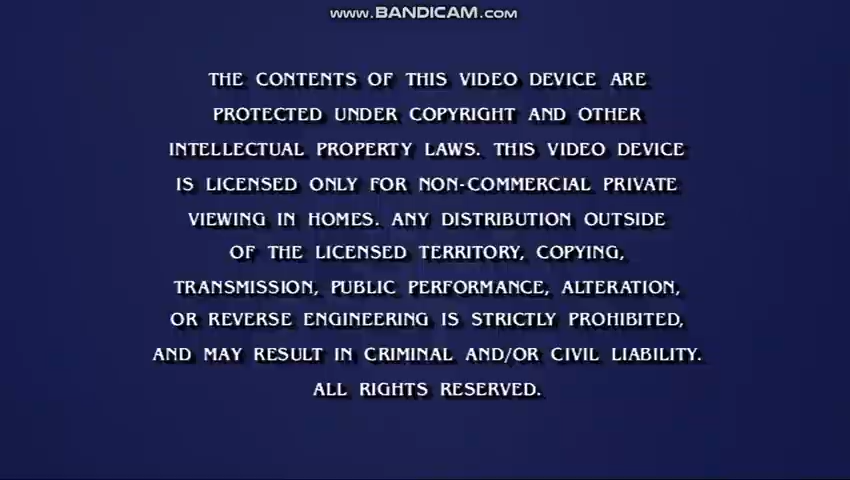 www.BANDICAM.com
THE CONTENTS OF THIS VIDEO DEVICE ARE
PROTECTED UNDER COPYRIGHT AND OTHER
INTELLECTUAL PROPERTY LAWS. THIS VIDEO DEVICE
IS LICENSED ONLY FOR NON-COMMERCIAL PRIVATE
VIEWING IN HOMES. ANY DISTRIBUTION OUTSIDE
OF THE LICENSED TERRITORY, COPYING,
TRANSMISSION, PUBLIC PERFORMANCE, ALTERATION,
OR REVERSE ENGINEERING IS STRICTLY PROHIBITED,
AND MAY RESULT IN CRIMINAL AND/OR CIVIL LIABILITY.
ALL RIGHTS RESERVED.